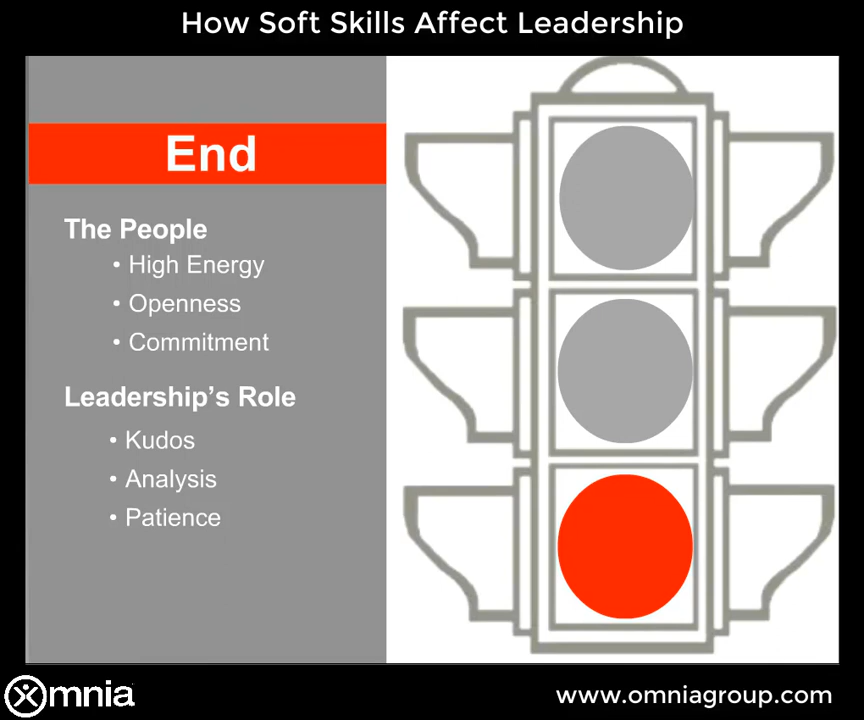 How Soft Skills Affect Leadership
End
The People
• High Energy
• Openness
• Commitment
Leadership’s Role
• Kudos
• Analysis
• Patience
Omnia
www.omniagroup.com